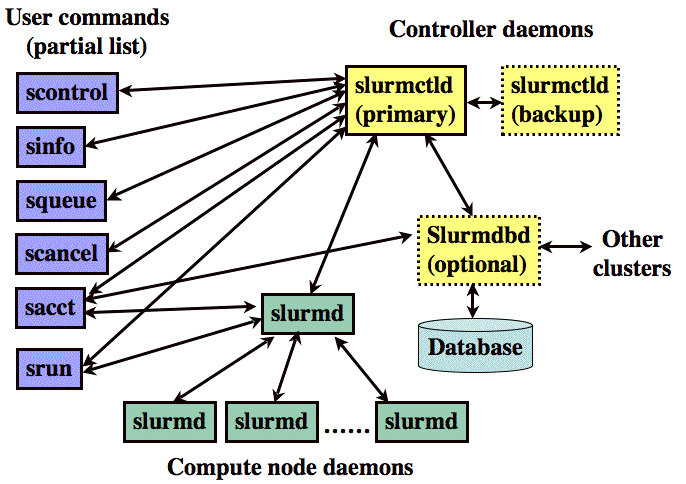 User commands
(partial list)
Controller daemons
scontrol
slurmctld
(primary)
slurmctld
(backup)
sinfo
squeue
scancel
Slurmdbd
(optional)
Other
clusters
sacct
slurmd
srun
Database
slurmd
slurmd
......
slurmd
Compute node daemons